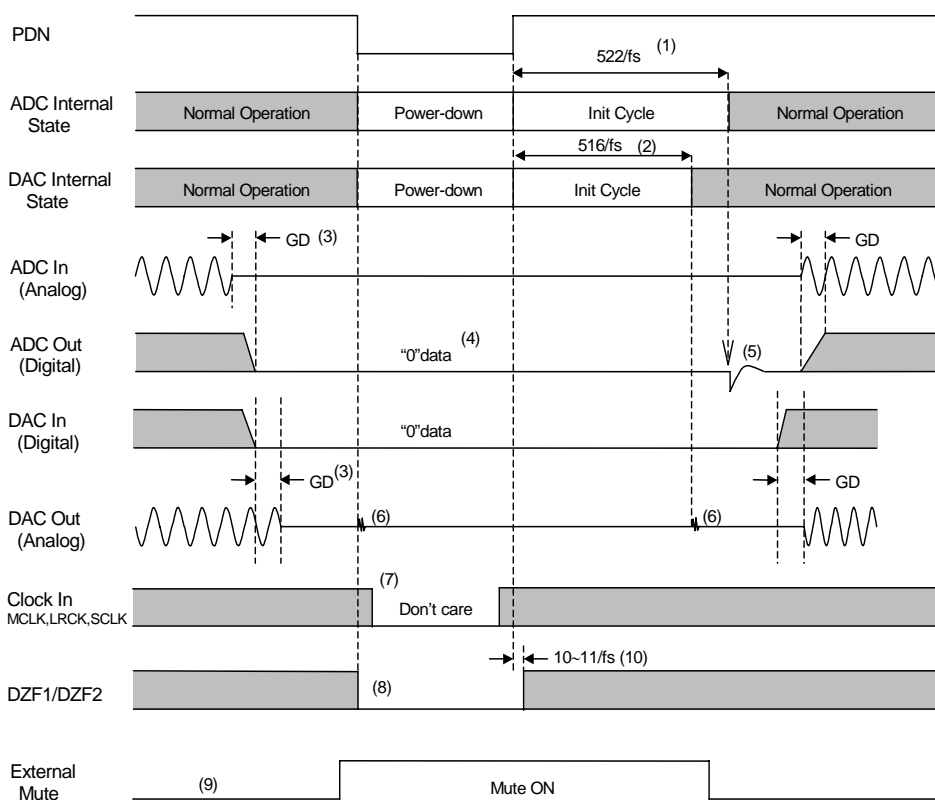 PDN
522/fs (1)
ADC Internal
State
Normal Operation Power-down Init Cycle Normal Operation
516/fs (2)
DAC Internal
State
Normal Operation Power-down Init Cycle Normal Operation
GD (3) GD
ADC In
(Analog)
ADC Out
(Digital)
“0”data (4) (5)
DAC In
(Digital)
“0”data
GD (3) GD
DAC Out
(Analog)
(6) (6)
Clock In
MCLK,LRCK,SCLK
(7) Don’t care
10~11/fs (10)
DZF1/DZF2 (8)
External
Mute
(9) Mute ON